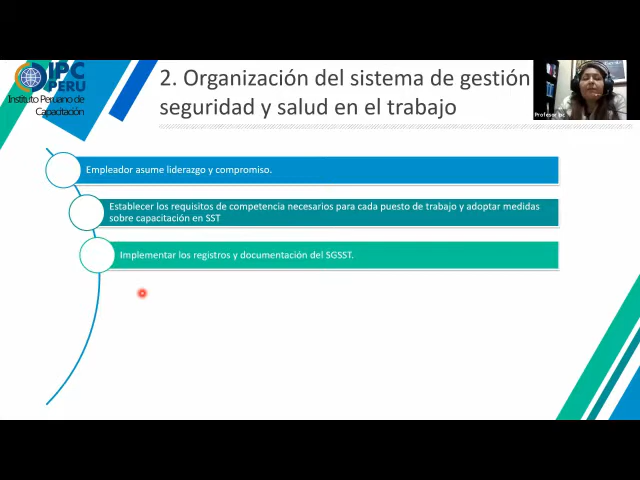 IPC
PERU
Instituto Peruano de
Capacitación
2. Organización del sistema de gestión
seguridad y salud en el trabajo
Profesor ipc
Empleador asume liderazgo y compromiso.
Establecer los requisitos de competencia necesarios para cada puesto de trabajo y adoptar medidas
sobre capacitación en SST
Implementar los registros y documentación del SGSST.